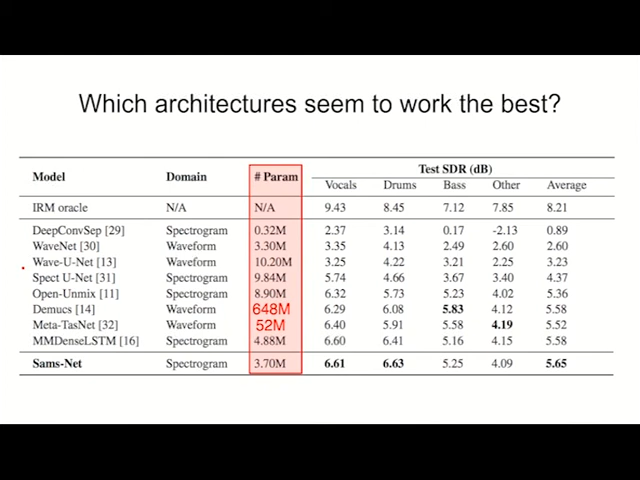 Which architectures seem to work the best?
Model Domain # Param Test SDR (dB)
Vocals Drums Bass Other Average
IRM oracle N/A N/A 9.43 8.45 7.12 7.85 8.21
DeepConvSep [29] Spectrogram 0.32M 2.37 3.14 0.17 -2.13 0.89
WaveNet [30] Waveform 3.30M 3.35 4.13 2.49 2.60 2.60
Wave-U-Net [13] Waveform 10.20M 3.25 4.22 3.21 2.25 3.23
Spect U-Net [31] Spectrogram 9.84M 5.74 4.66 3.67 3.40 4.37
Open-Unmix [11] Spectrogram 8.90M 6.32 5.73 5.23 4.02 5.36
Demucs [14] Waveform 648M 6.29 6.08 5.83 4.12 5.58
Meta-TasNet [32] Waveform 52M 6.40 5.91 5.58 4.19 5.52
MMDenseLSTM [16] Spectrogram 4.88M 6.60 6.41 5.16 4.15 5.58
Sams-Net Spectrogram 3.70M 6.61 6.63 5.25 4.09 5.65